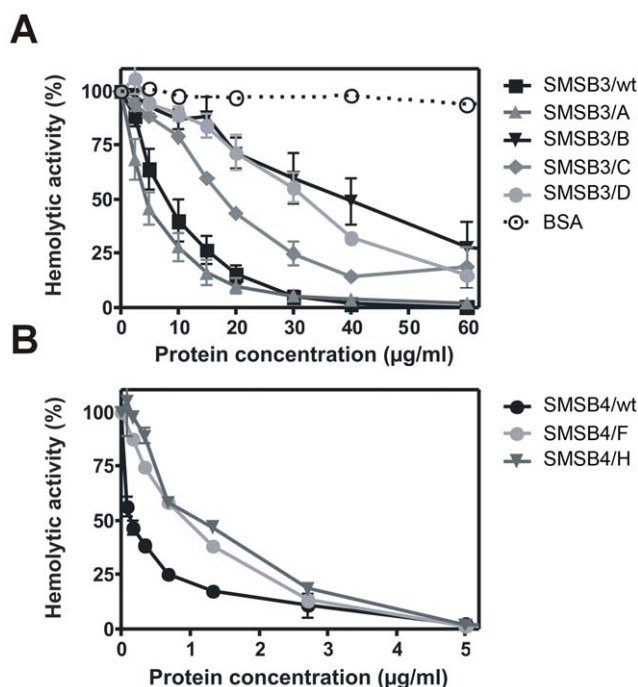 A
Hemolytic activity (%)
100
75
50
25
0
0 10 20 30 40 50 60
Protein concentration (µg/ml)
SMSB3/wt
SMSB3/A
SMSB3/B
SMSB3/C
SMSB3/D
BSA
B
Hemolytic activity (%)
100
75
50
25
0
0 1 2 3 4 5
Protein concentration (µg/ml)
SMSB4/wt
SMSB4/F
SMSB4/H